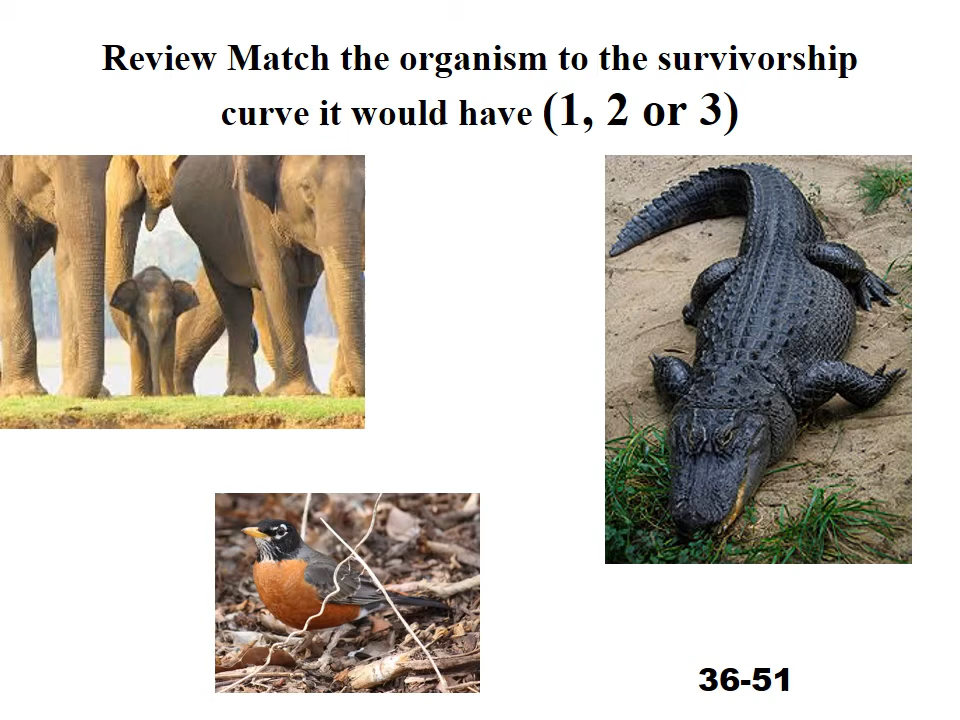 Review Match the organism to the survivorship
curve it would have (1, 2 or 3)
36-51